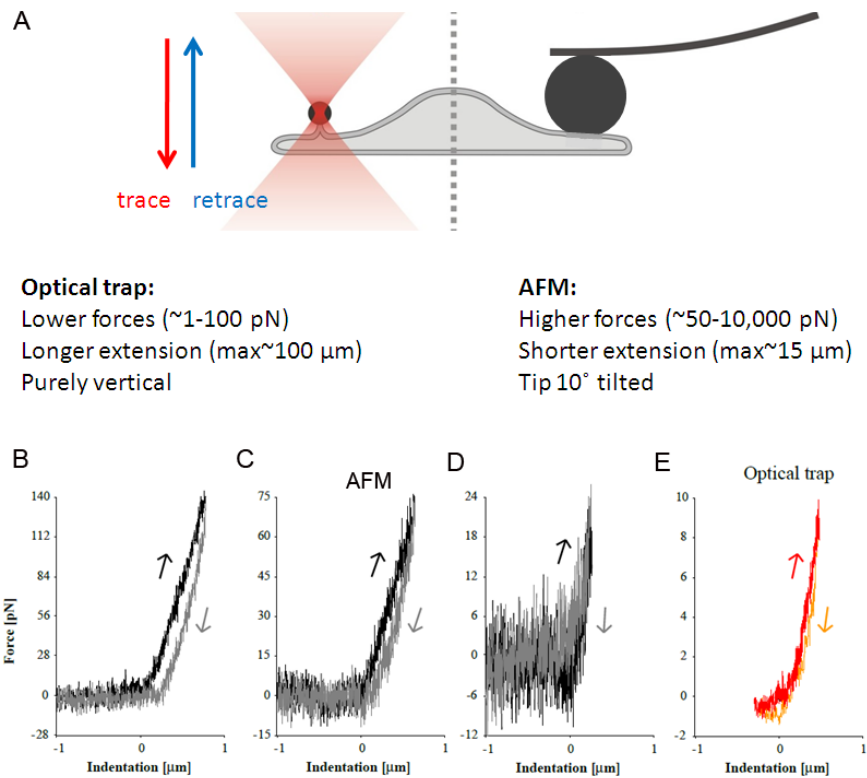 A
trace retrace
Optical trap:
Lower forces (~1-100 pN)
Longer extension (max~100 μm)
Purely vertical
AFM:
Higher forces (~50-10,000 pN)
Shorter extension (max~15 μm)
Tip 10˚ tilted
B
Force [pN]
140
112
84
56
28
0
-28
-1 0 1
Indentation [μm]
C
AFM
75
60
45
30
15
0
-15
-1 0 1
Indentation [μm]
D
24
18
12
6
0
-6
-12
-1 0 1
Indentation [μm]
E
Optical trap
10
8
6
4
2
0
-2
-1 0 1
Indentation [μm]